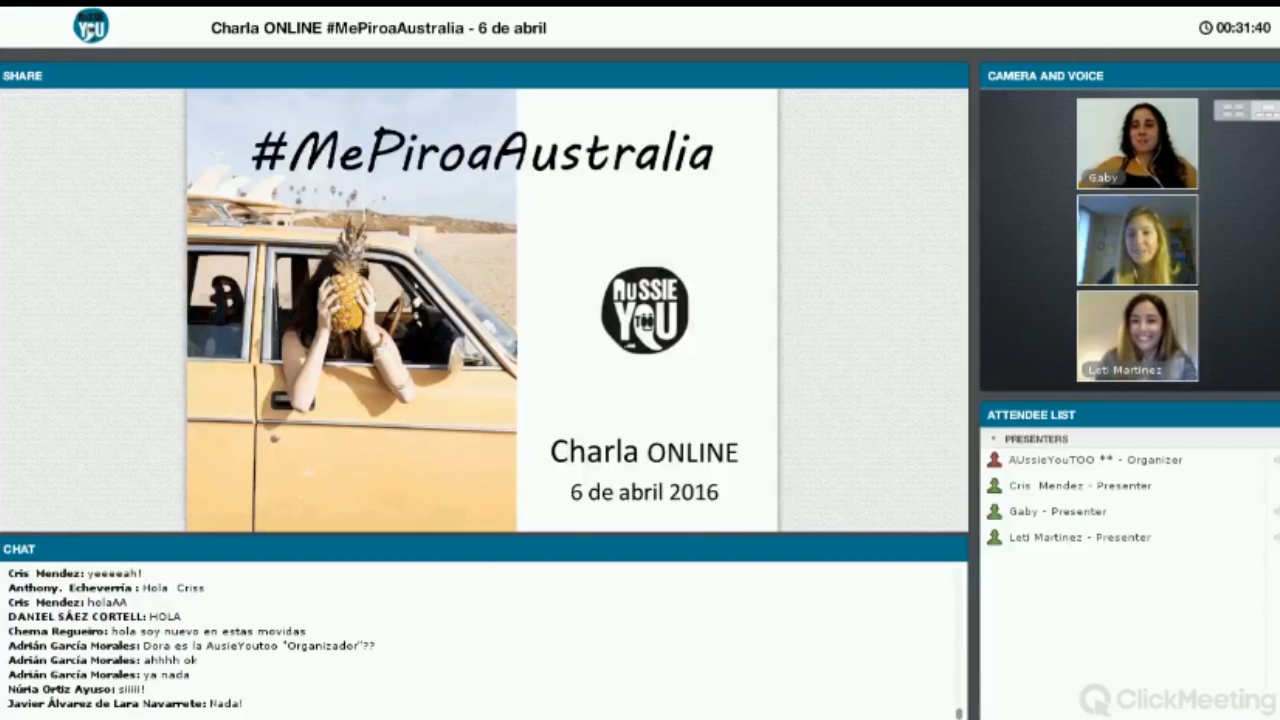 AUSSIE
YOU
Charla ONLINE #MePiroaAustralia - 6 de abril
00:31:40
SHARE
#MePiroaAustralia
AUSSIE
YOU
TOO
Charla ONLINE
6 de abril 2016
CAMERA AND VOICE
Gaby
Leti Martinez
ATTENDEE LIST
PRESENTERS
AUssieYouTOO ** - Organizer
Cris Mendez - Presenter
Gaby - Presenter
Leti Martinez - Presenter
CHAT
Cris Mendez: yeeeeah!
Anthony. Echeverría : Hola Criss
Cris Mendez: holaAA
DANIEL SÁEZ CORTELL: HOLA
Chema Regueiro: hola soy nuevo en estas movidas
Adrián García Morales: Dora es la AusieYoutoo "Organizador"??
Adrián García Morales: ahhhh ok
Adrián García Morales: ya nada
Núria Ortiz Ayuso: siiiii!
Javier Álvarez de Lara Navarrete: Nada!
ClickMeeting